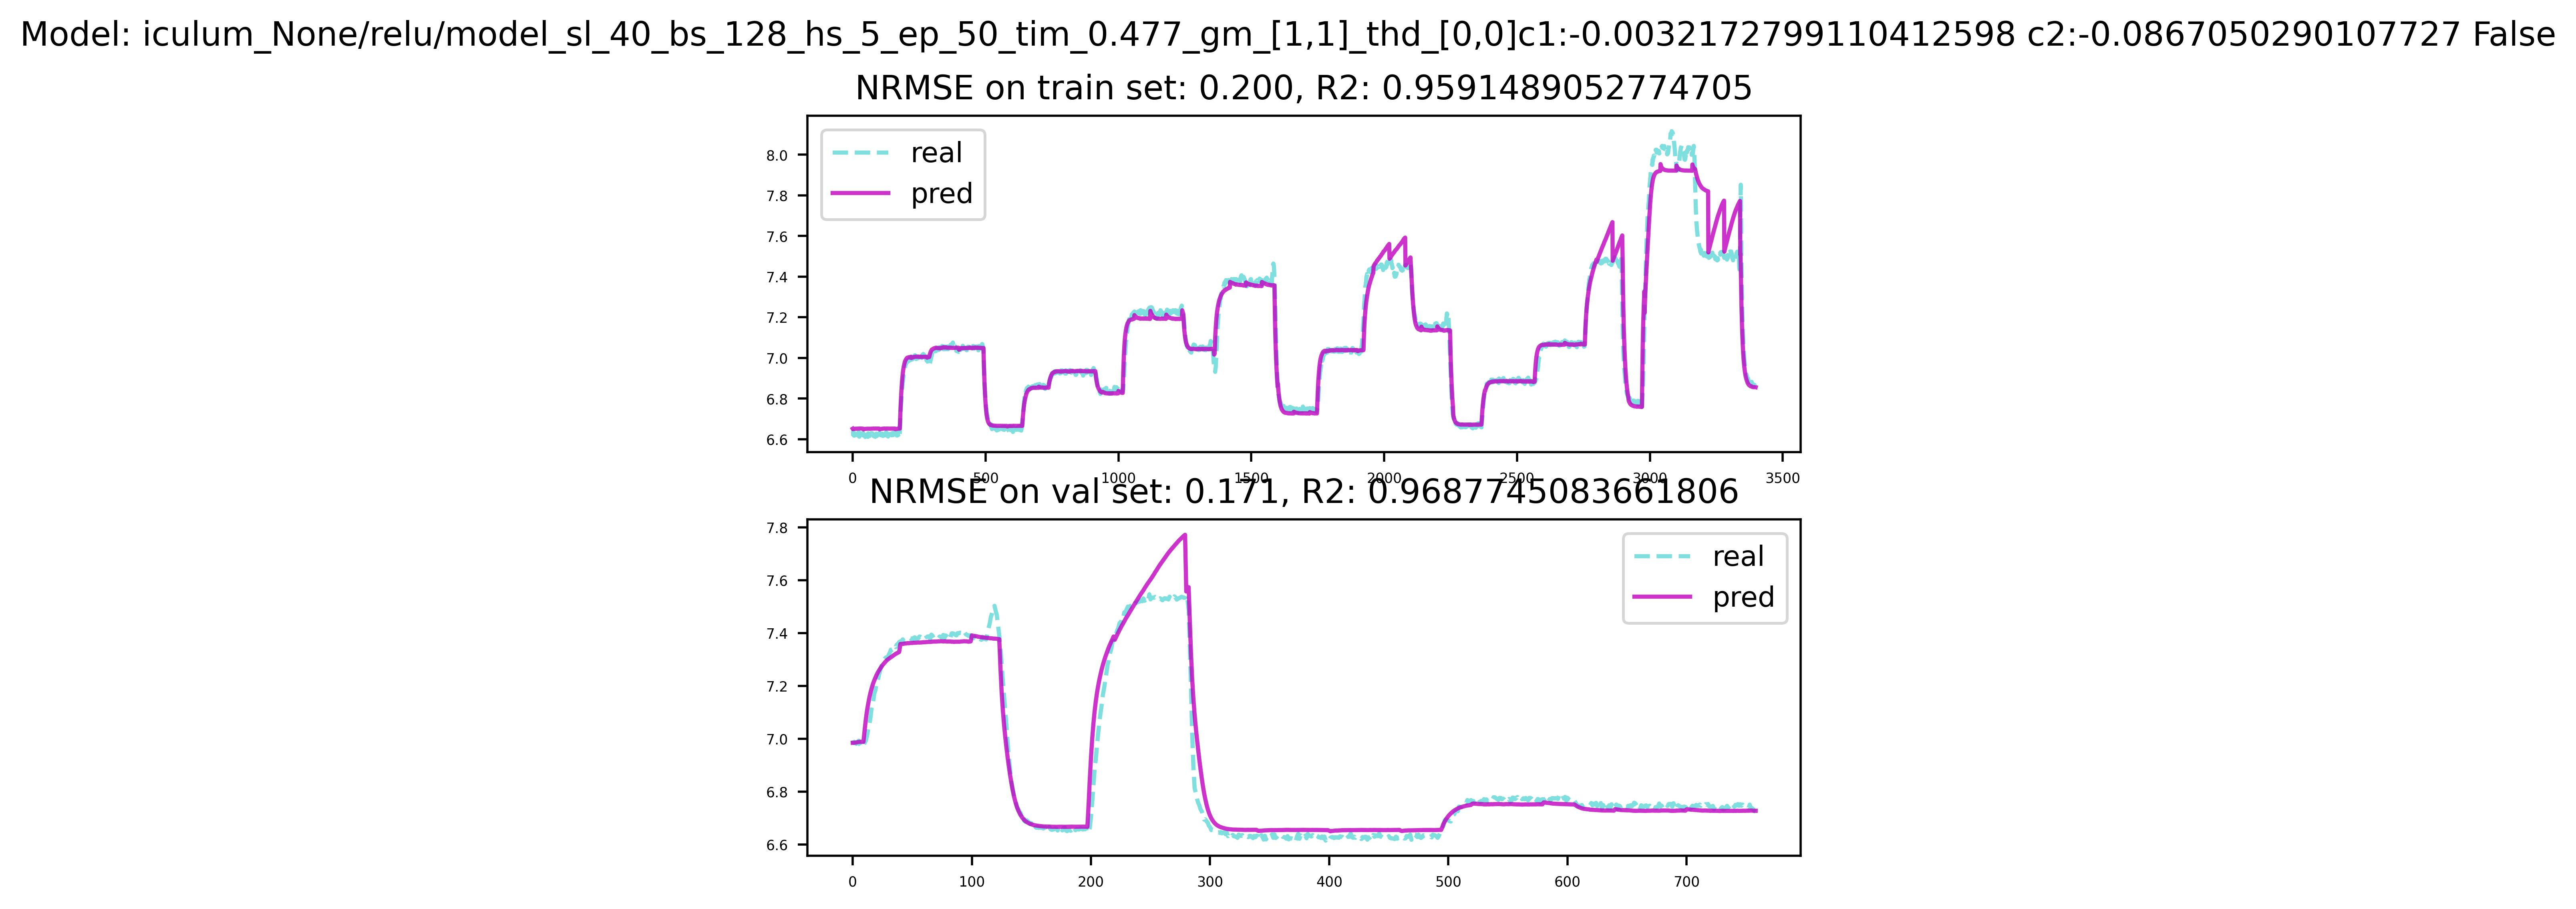 Model: iculum_None/relu/model_sl_40_bs_128_hs_5_ep_50_tim_0.477_gm_[1,1]_thd_[0,0]c1:-0.0032172799110412598 c2:-0.0867050290107727 False
NRMSE on train set: 0.200, R2: 0.9591489052774705
real
pred
8.0
7.8
7.6
7.4
7.2
7.0
6.8
6.6
0 500 1000 1500 2000 2500 3000 3500
NRMSE on val set: 0.171, R2: 0.9687745083661806
real
pred
7.8
7.6
7.4
7.2
7.0
6.8
6.6
0 100 200 300 400 500 600 700